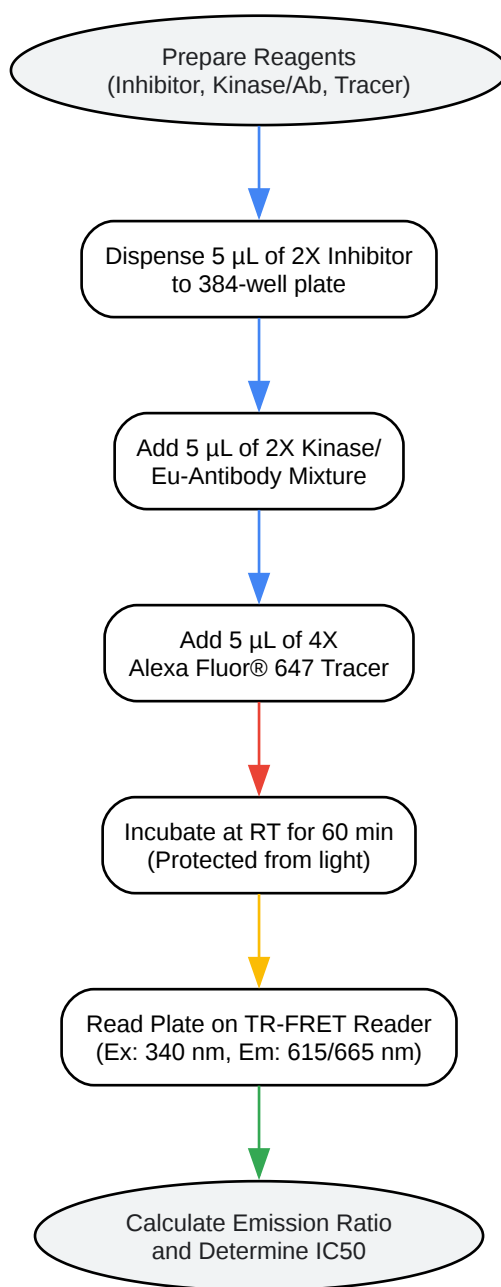 Prepare Reagents
(Inhibitor, Kinase/Ab, Tracer)
Dispense 5 µL of 2X Inhibitor
to 384-well plate
Add 5 µL of 2X Kinase/
Eu-Antibody Mixture
Add 5 µL of 4X
Alexa Fluor® 647 Tracer
Incubate at RT for 60 min
(Protected from light)
Read Plate on TR-FRET Reader
(Ex: 340 nm, Em: 615/665 nm)
Calculate Emission Ratio
and Determine IC50